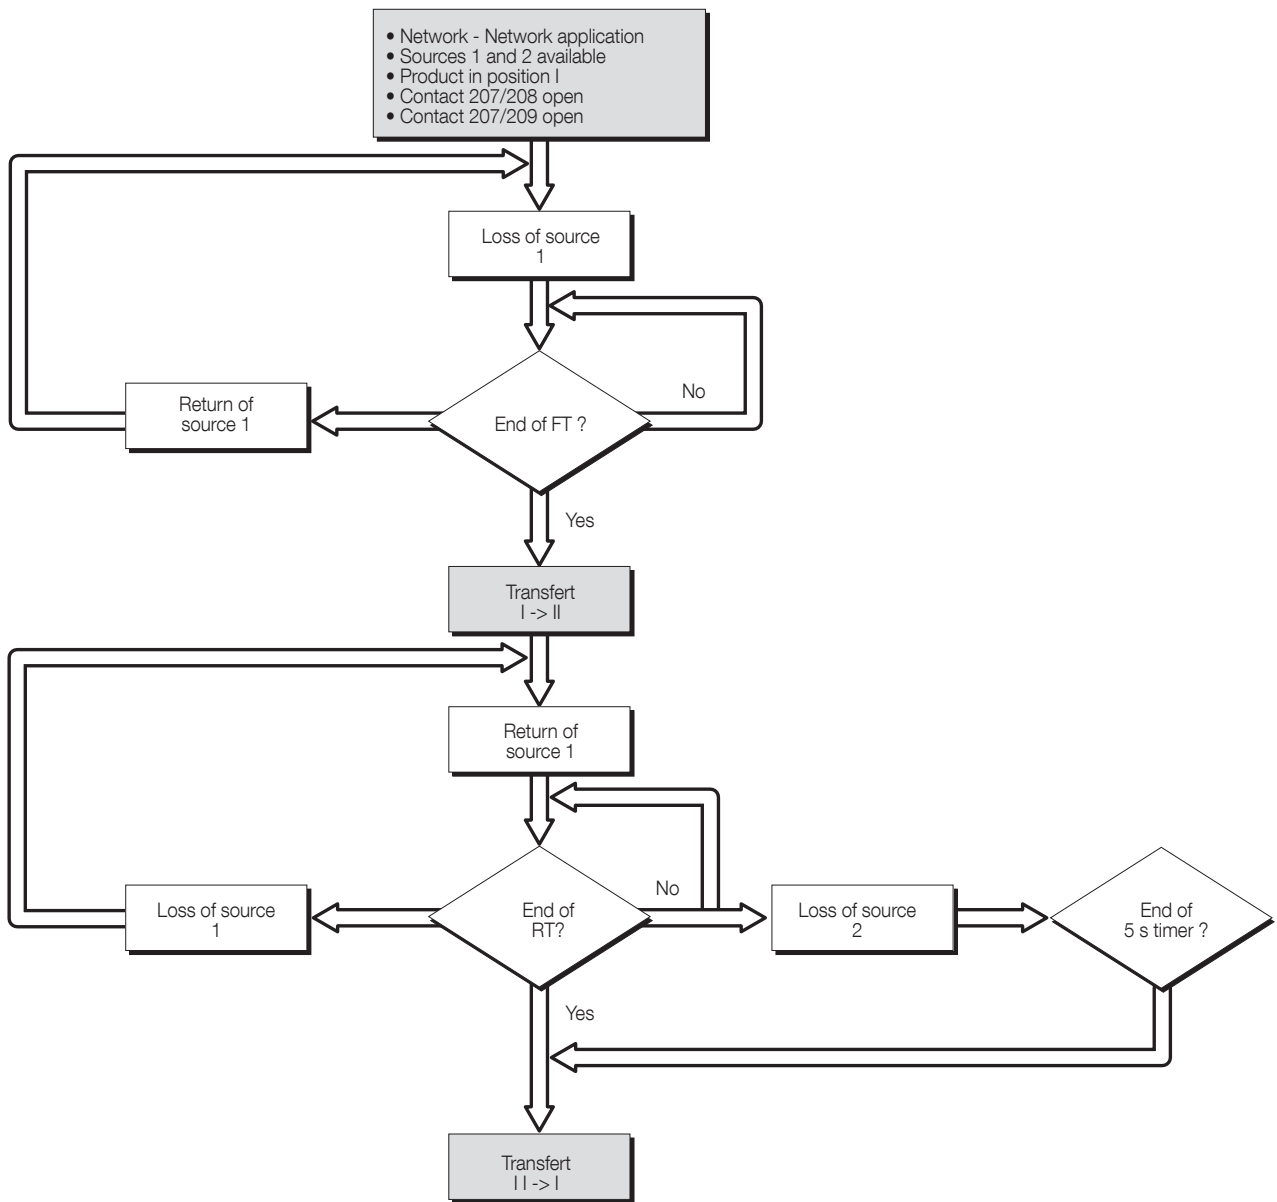 • Network - Network application
• Sources 1 and 2 available
• Product in position I
• Contact 207/208 open
• Contact 207/209 open
Loss of source
1
Return of
source 1
End of FT ?
No
Yes
Transfert
I -> II
Return of
source 1
Loss of source
1
End of
RT?
No
Loss of source
2
End of
5 s timer ?
Yes
Transfert
I I -> I